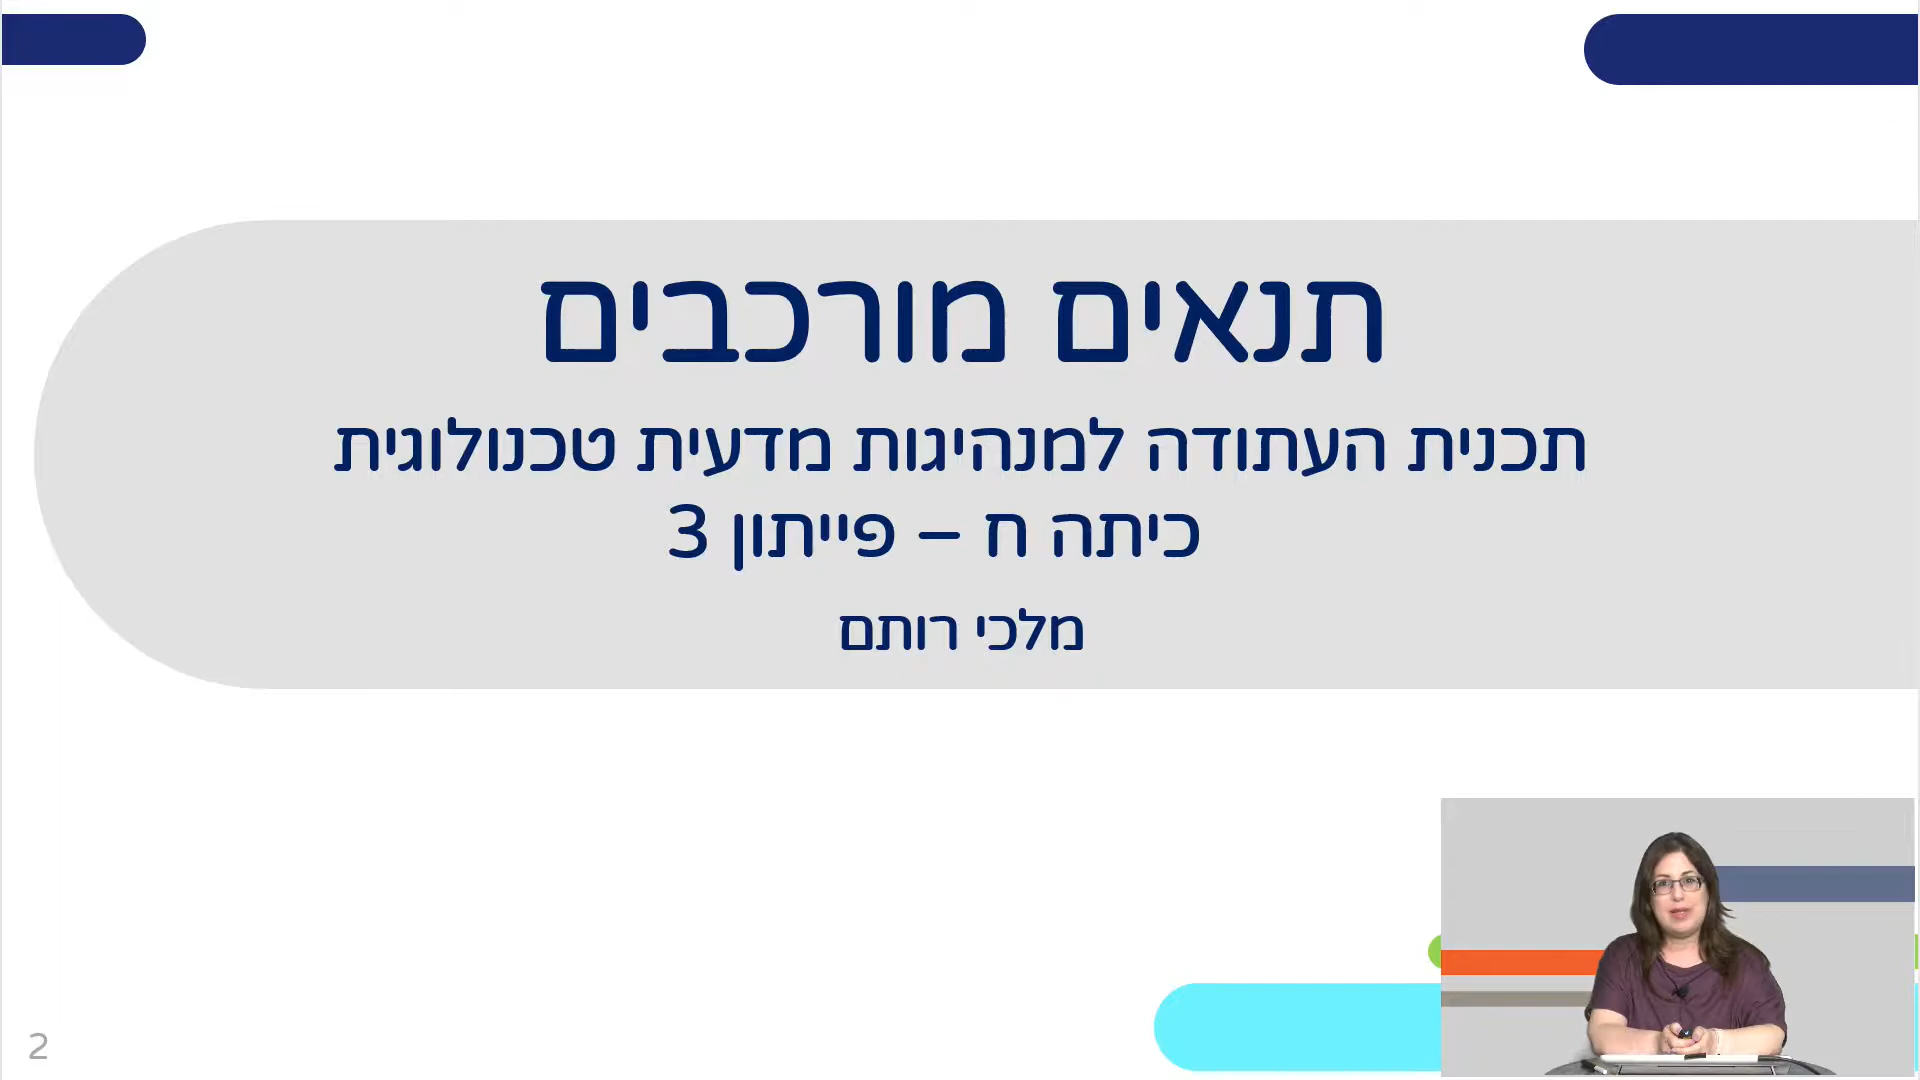 תנאים מורכבים
תכנית העתודה למנהיגות מדעית טכנולוגית
כיתה ח – פייתון 3
מלכי רותם
2